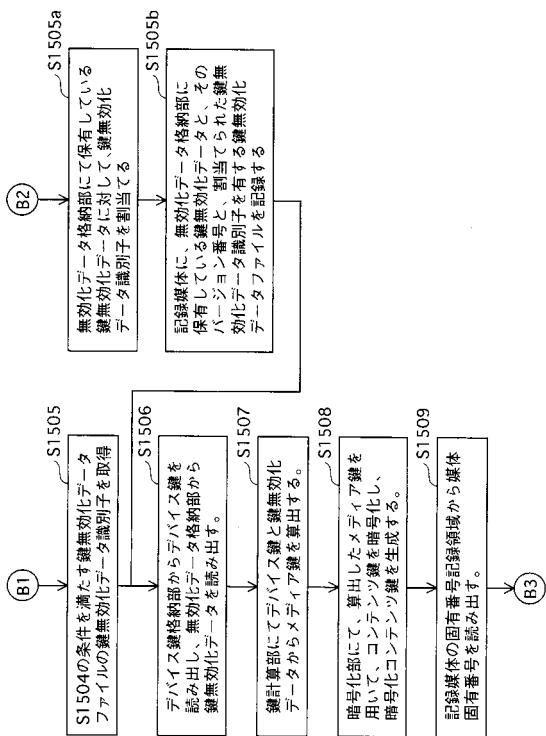 B1
S1505
S1504の条件を満たす鍵無効化データ
ファイルの鍵無効化データ識別子を取得
S1506
デバイス鍵格納部からデバイス鍵を
読み出し、無効化データ格納部から
鍵無効化データを読み出す。
S1507
鍵計算部にてデバイス鍵と鍵無効化
データからメディア鍵を算出する。
S1508
暗号化部にて、算出したメディア鍵を
用いて、コンテンツ鍵を暗号化し、
暗号化コンテンツ鍵を生成する。
S1509
記録媒体の固有番号記録領域から媒体
固有番号を読み出す。
B3
B2
S1505a
無効化データ格納部にて保有している
鍵無効化データに対して、鍵無効化
データ識別子を割当てる
S1505b
記録媒体に、無効化データ格納部に
保有している鍵無効化データと、その
バージョン番号と、割当てられた鍵無
効化データ識別子を有する鍵無効化
データファイルを記録する